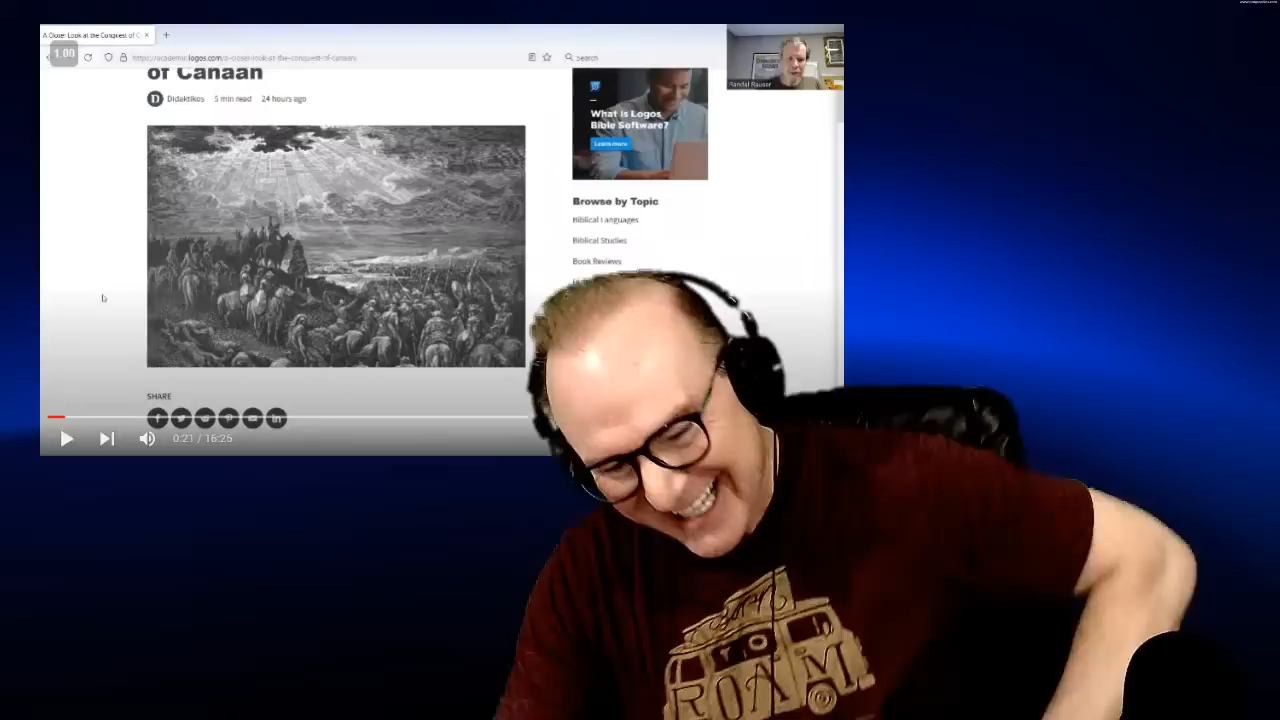 A Closer Look at the Conquest of C
1.00
https://academic.logos.com/a-closer-look-at-the-conquest-of-canaan/
Search
of Canaan
Didaktikos 5 min read 24 hours ago
Randal Rauser
What Is Logos
Bible Software?
Learn more
Browse by Topic
Biblical Languages
Biblical Studies
Book Reviews
SHARE
0:21 / 16:25
TO
ROAM